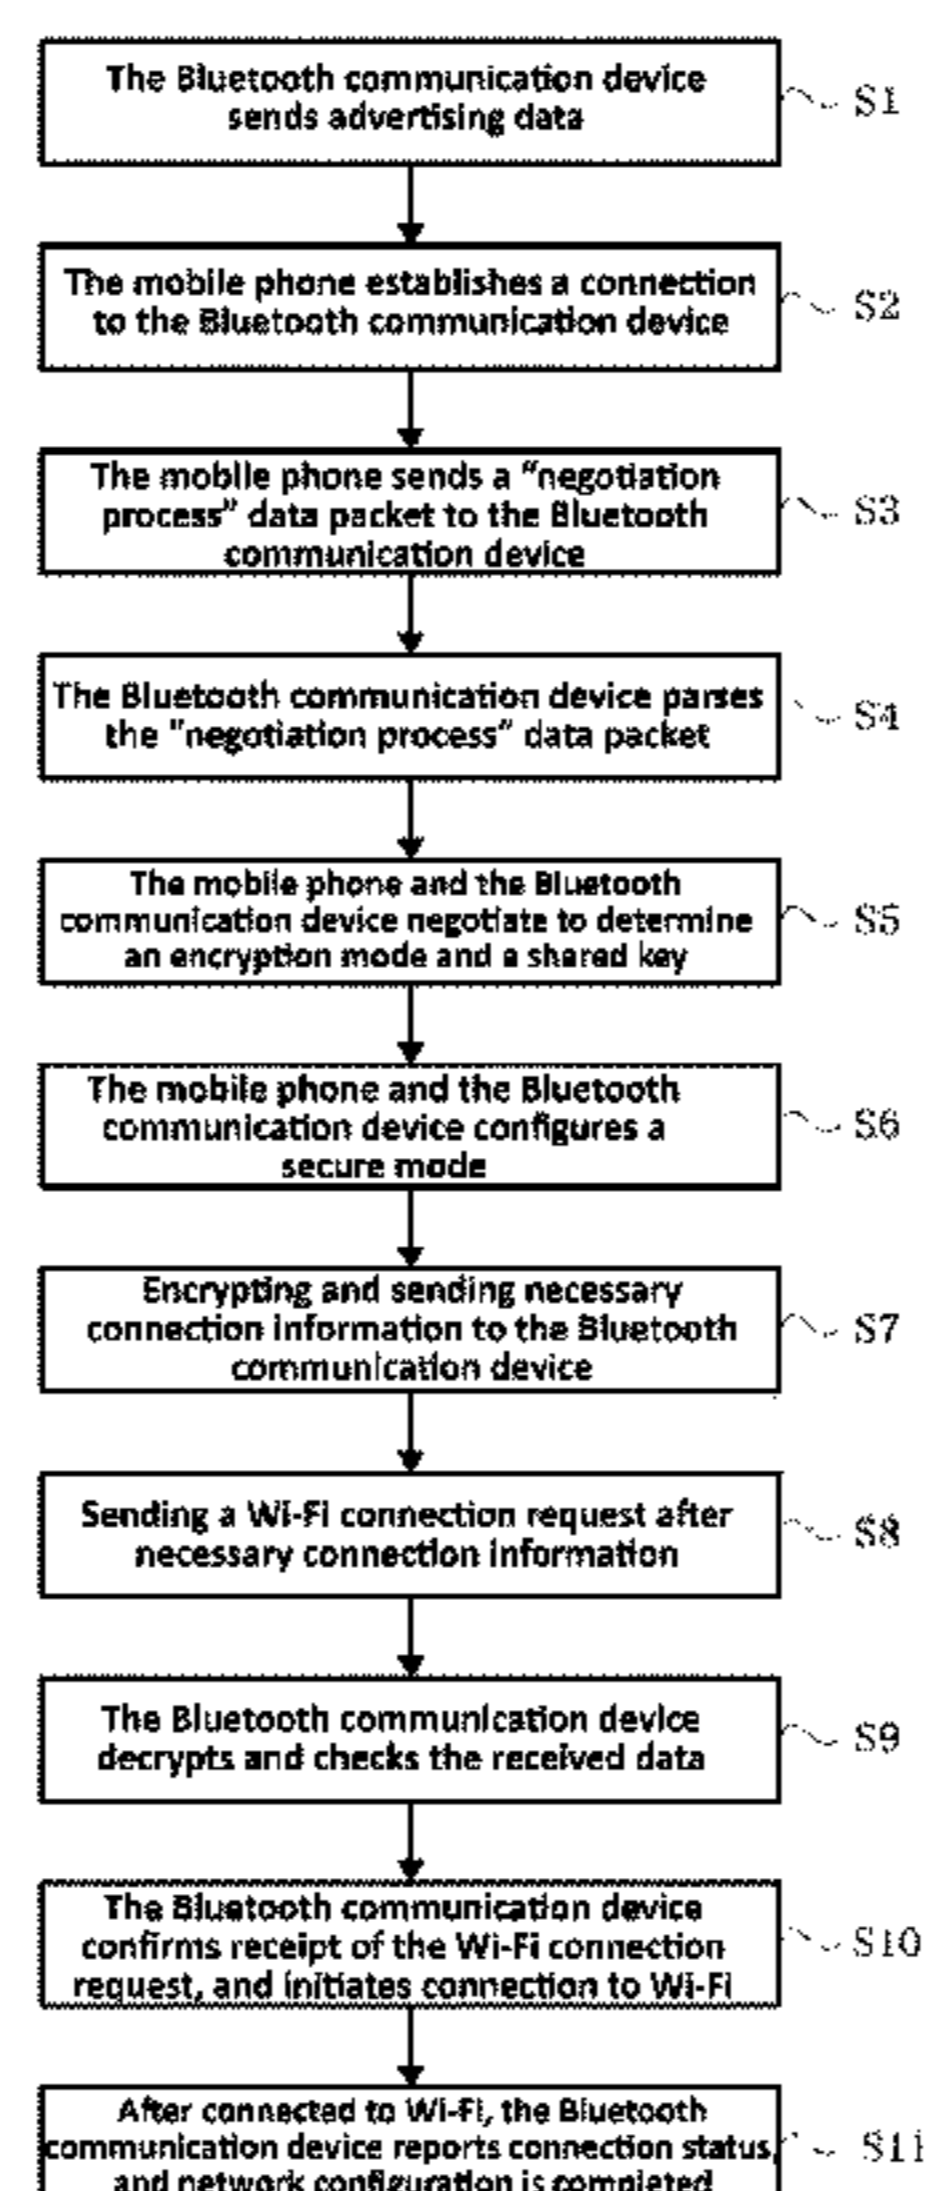 The Bluetooth communication device
sends advertising data
S1
The mobile phone establishes a connection
to the Bluetooth communication device
S2
The mobile phone sends a “negotiation
process” data packet to the Bluetooth
communication device
S3
The Bluetooth communication device parses
the "negotiation process" data packet
S4
The mobile phone and the Bluetooth
communication device negotiate to determine
an encryption mode and a shared key
S5
The mobile phone and the Bluetooth
communication device configures a
secure mode
S6
Encrypting and sending necessary
connection information to the Bluetooth
communication device
S7
Sending a Wi-Fi connection request after
necessary connection information
S8
The Bluetooth communication device
decrypts and checks the received data
S9
The Bluetooth communication device
confirms receipt of the Wi-Fi connection
request, and initiates connection to Wi-Fi
S10
After connected to Wi-Fi, the Bluetooth
communication device reports connection status,
and network configuration is completed
S11